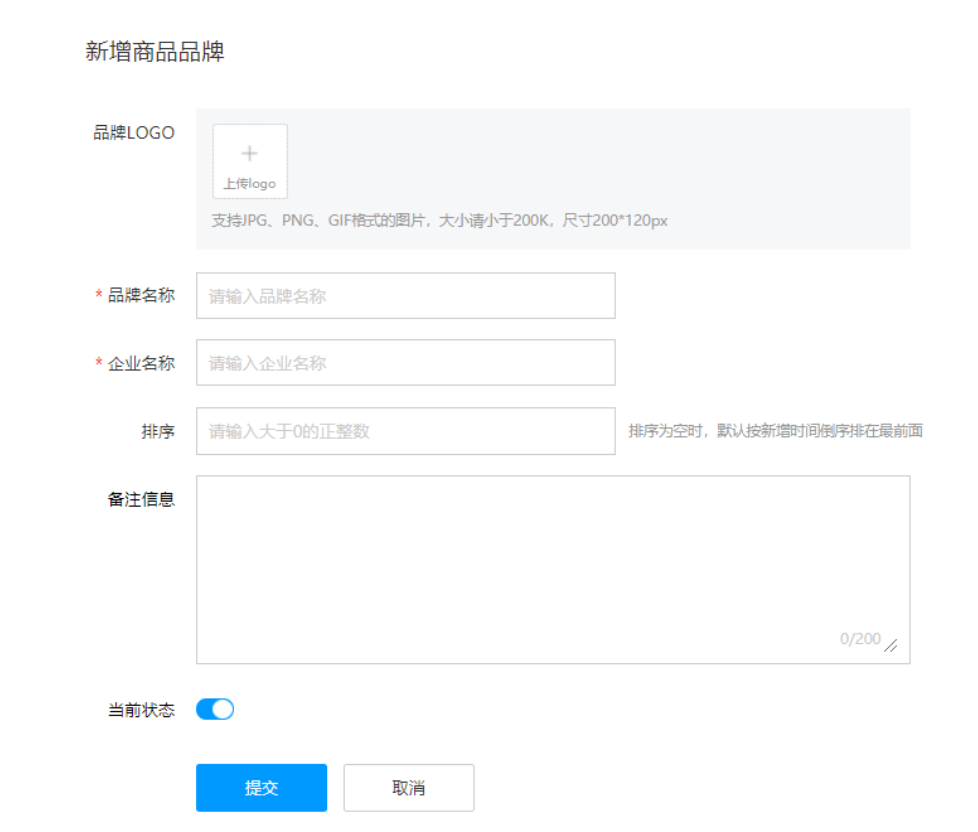 新增商品品牌
品牌LOGO
+
上传logo
支持JPG、PNG、GIF格式的图片，大小请小于200K，尺寸200*120px
* 品牌名称 请输入品牌名称
* 企业名称 请输入企业名称
排序 请输入大于0的正整数 排序为空时，默认按新增时间倒序排在最前面
备注信息
0/200
当前状态
提交 取消